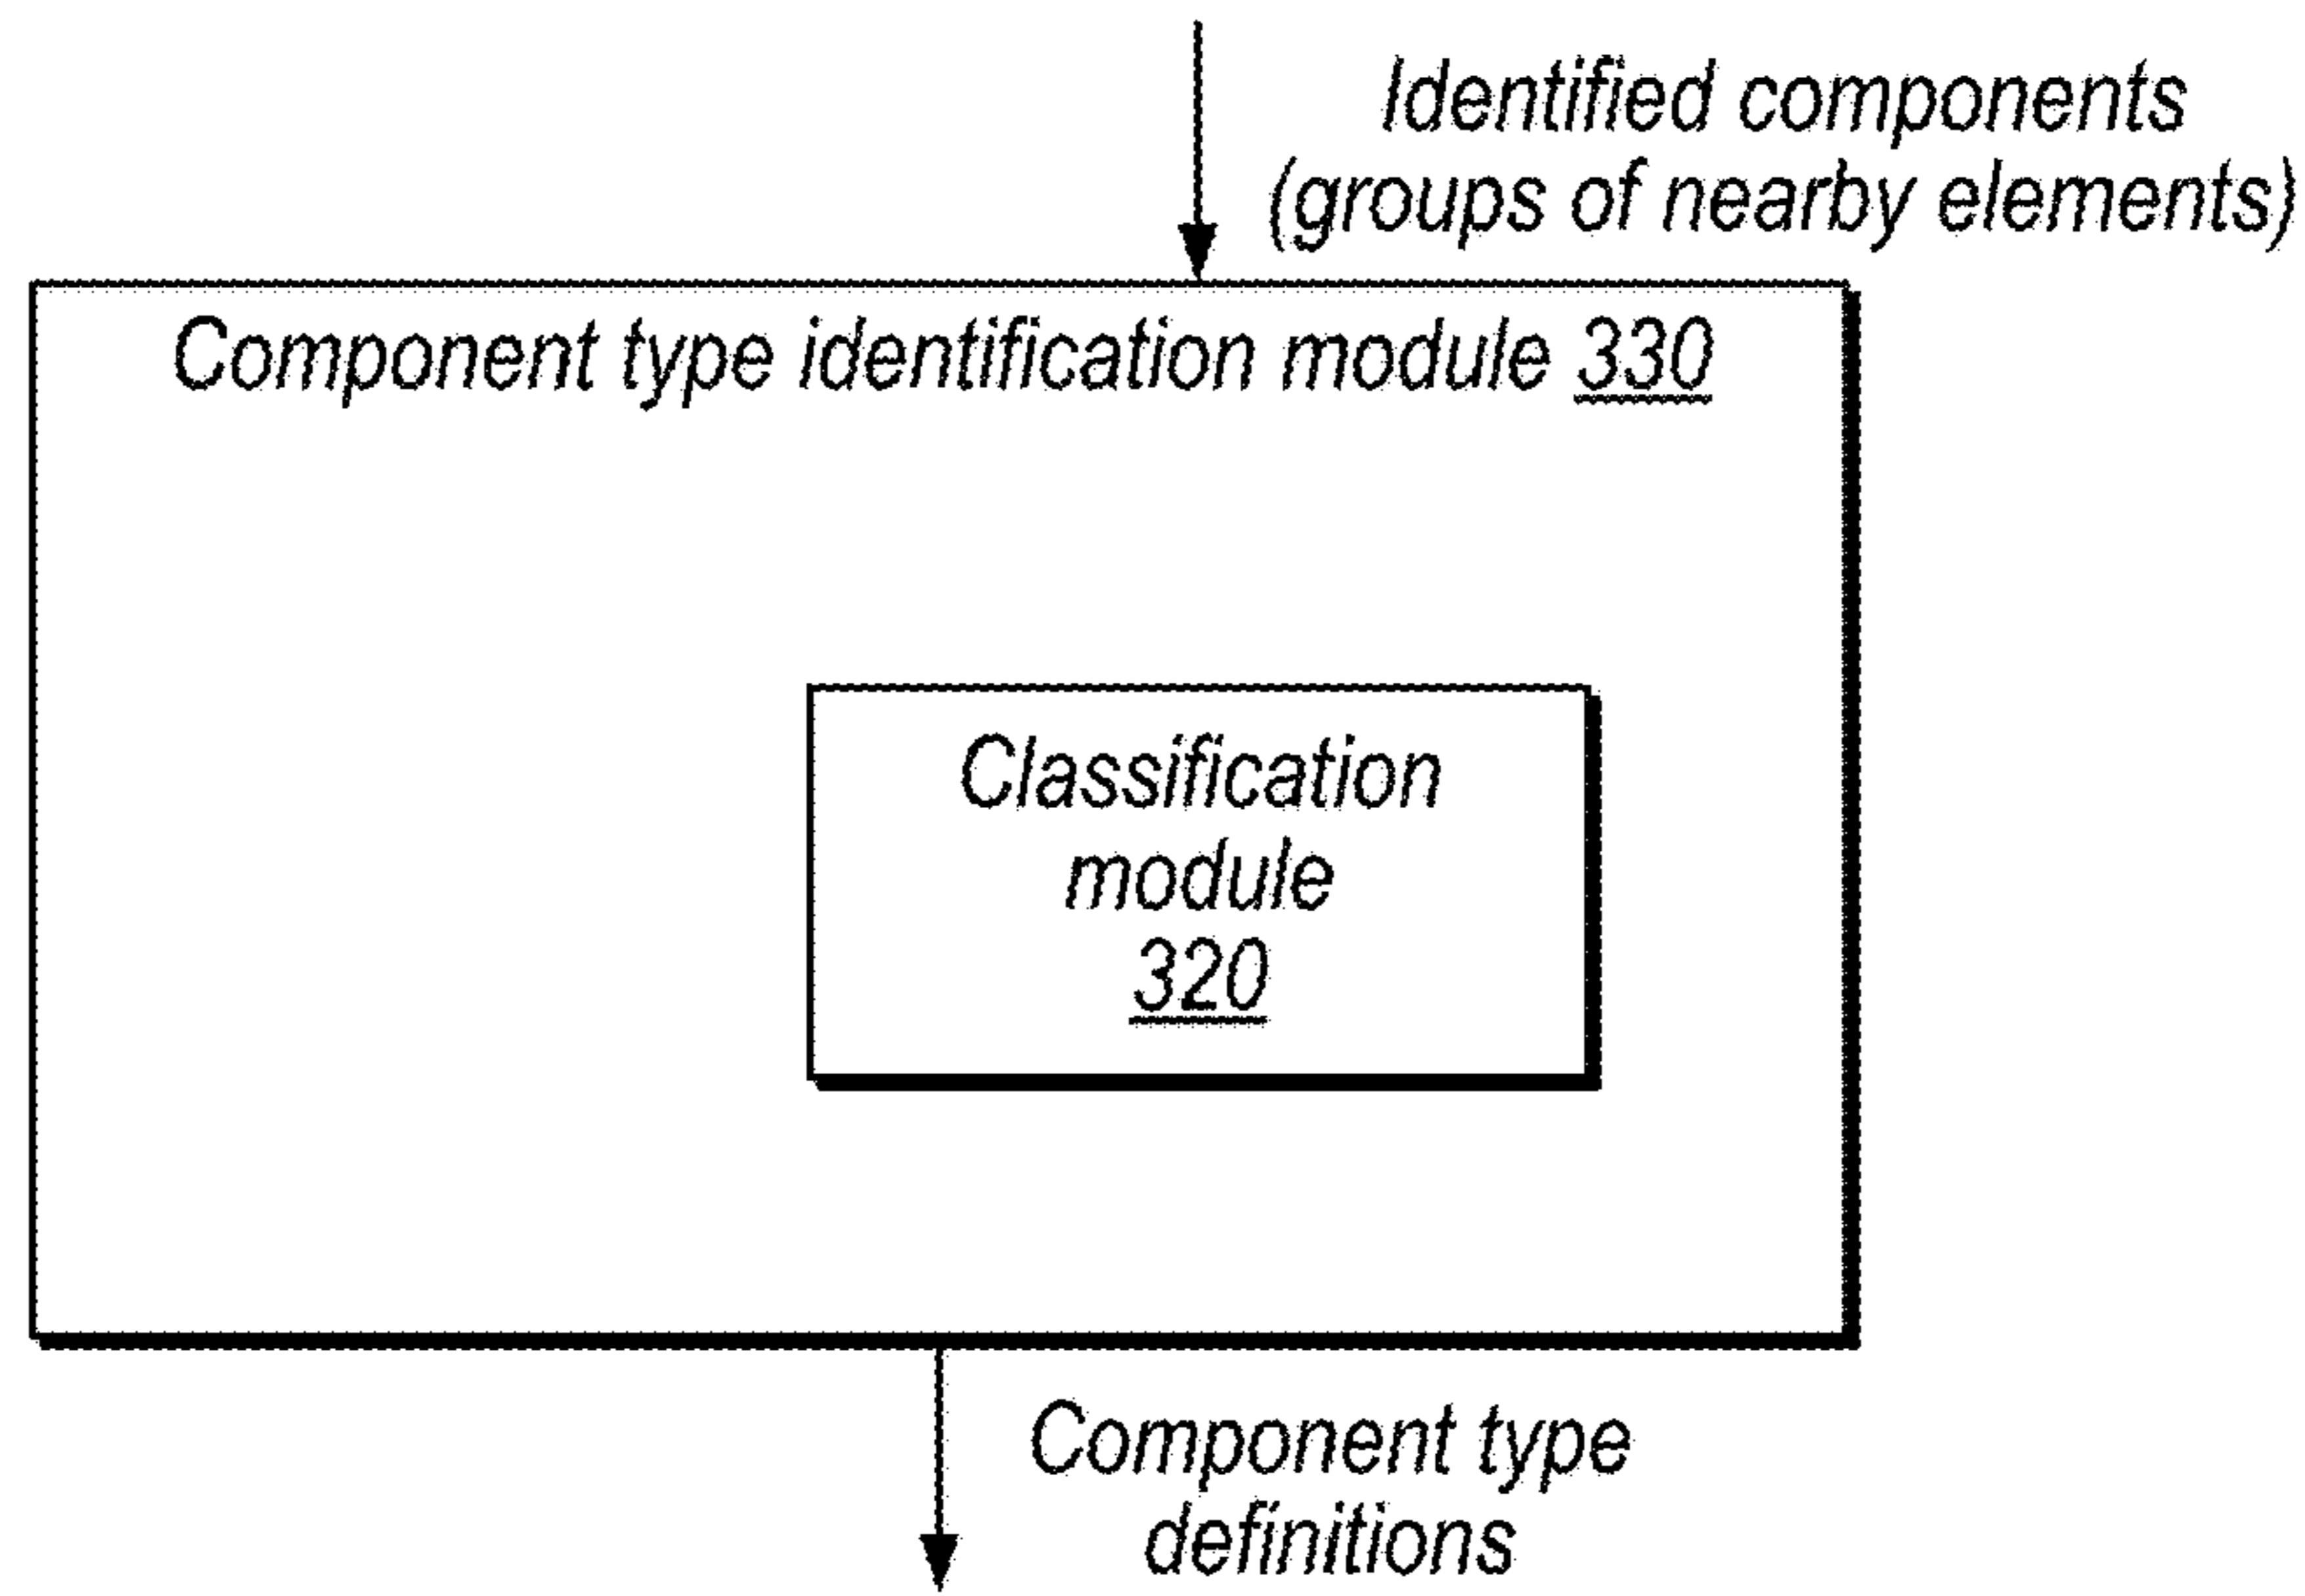 Identified components
(groups of nearby elements)
Component type identification module 330
Classification
module
320
Component type
definitions